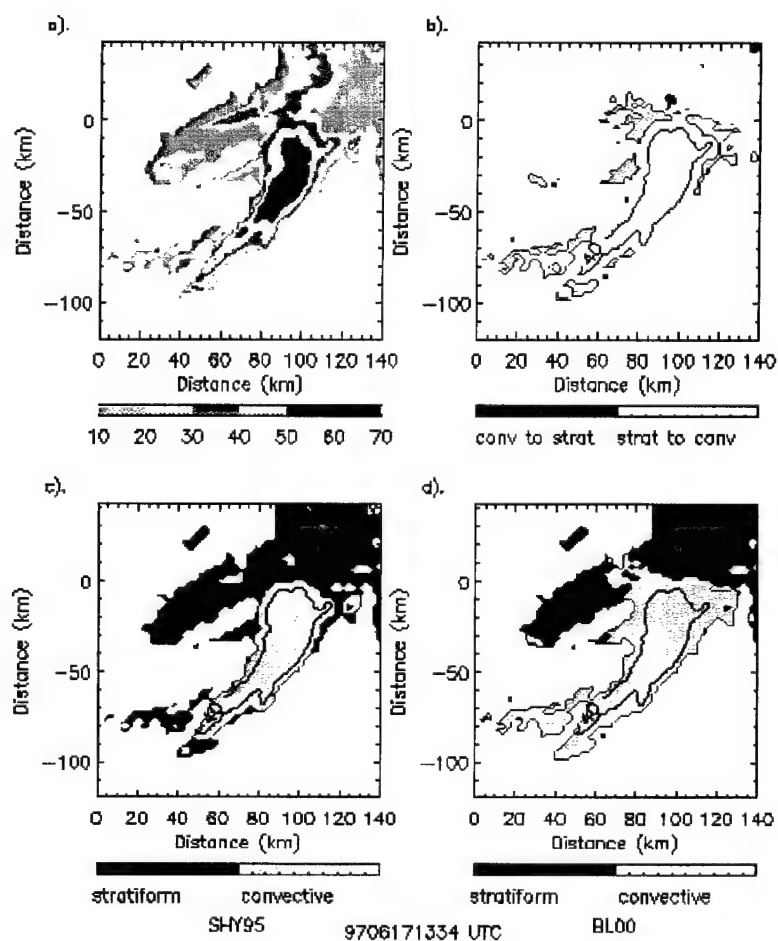 a).
b).
0
-50
-100
Distance (km)
0 20 40 60 80 100 120 140
Distance (km)
10 20 30 40 50 60 70
0
-50
-100
Distance (km)
0 20 40 60 80 100 120 140
Distance (km)
conv to strat strat to conv
c).
d).
0
-50
-100
Distance (km)
0 20 40 60 80 100 120 140
Distance (km)
stratiform convective
SHY95
0
-50
-100
Distance (km)
0 20 40 60 80 100 120 140
Distance (km)
stratiform convective
BL00
9706171334 UTC